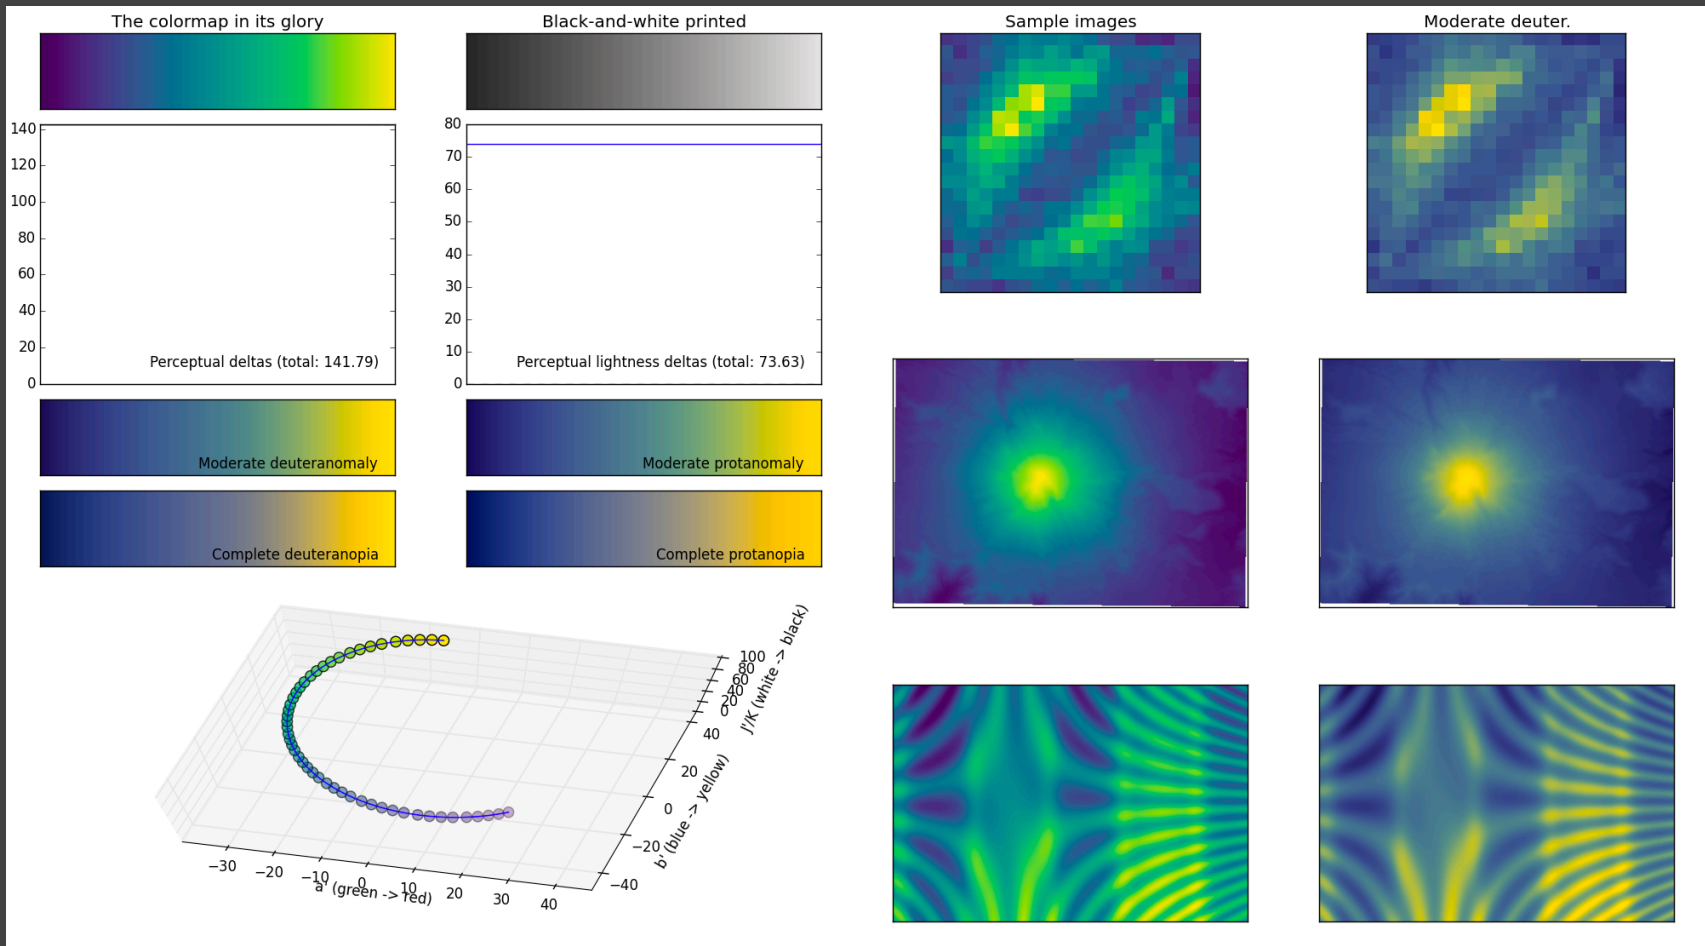 The colormap in its glory
Black-and-white printed
Sample images
Moderate deuter.
140
120
100
80
60
40
20
0
Perceptual deltas (total: 141.79)
80
70
60
50
40
30
20
10
0
Perceptual lightness deltas (total: 73.63)
Moderate deuteranomaly
Moderate protanomaly
Complete deuteranopia
Complete protanopia
100
80
60
40
20
0
J'/K (white -> black)
40
20
0
−20
−40
b' (blue -> yellow)
−30
−20
−10
0
10
20
30
40
a' (green -> red)